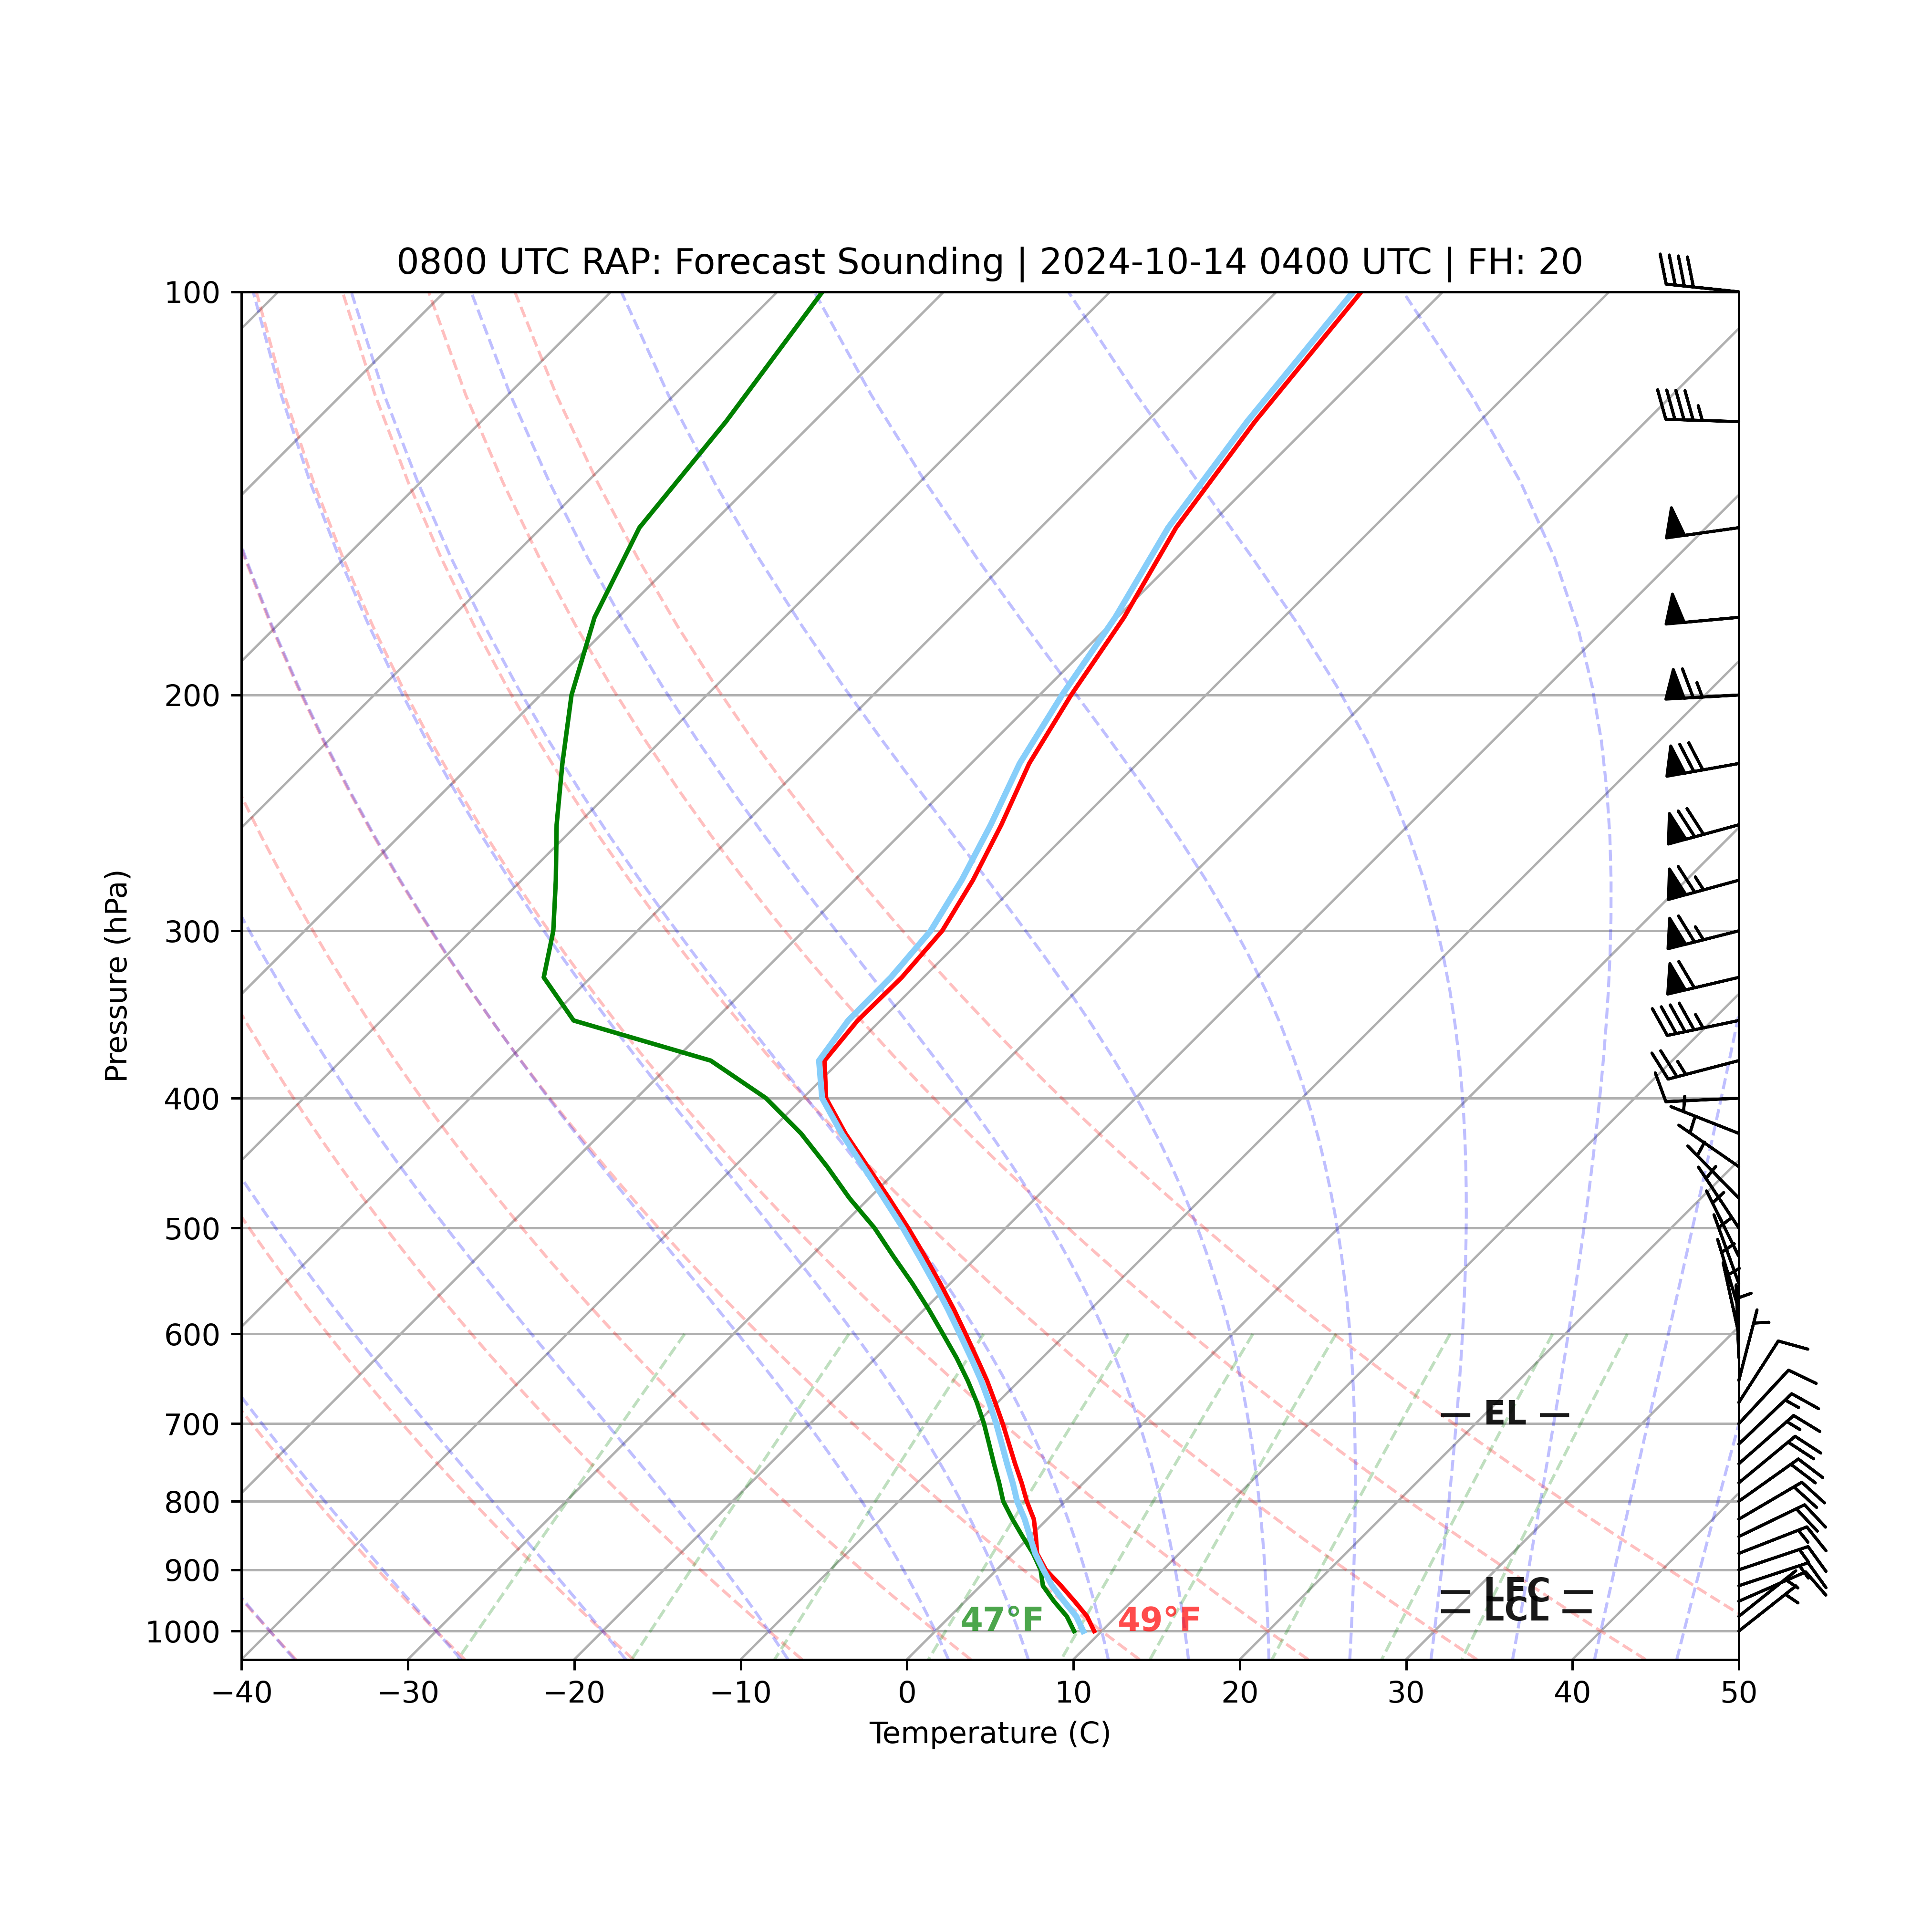 0800 UTC RAP: Forecast Sounding | 2024-10-14 0400 UTC | FH: 20
100
200
300
400
500
600
700
800
900
1000
Pressure (hPa)
— EL —
— LFC —
— LCL —
47°F 49°F
−40 −30 −20 −10 0 10 20 30 40 50
Temperature (C)